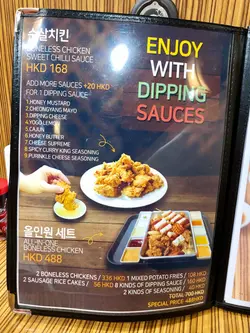 순살치킨
BONELESS CHICKEN
SWEET CHILLI SAUCE
HKD 168
ADD MORE SAUCES +20 HKD
FOR 1 DIPPING SAUCE
1.HONEY MUSTARD
2.CHEONGYANG MAYO
3.DIPPING CHEESE
4.YOGO LEMON
5.CAJUN
6.HONEY BUTTER
7.CHEESE SUPREME
8.SPICY CURRY KING SEASONING
9.PURINKLE CHEESE SEASONING
ENJOY
WITH
DIPPING
SAUCES
올인원 세트
ALL-IN-ONE
BONELESS CHICKEN
HKD 488
2 BONELESS CHICKENS / 336 HKD 1 MIXED POTATO FRIES / 108 HKD
2 SAUSAGE RICE CAKES / 56 HKD 8 KINDS OF DIPPING SAUCE / 160 HKD
2 KINDS OF SEASONING / 40 HKD
TOTAL 700 HKD
SPECIAL PRICE 488HKD